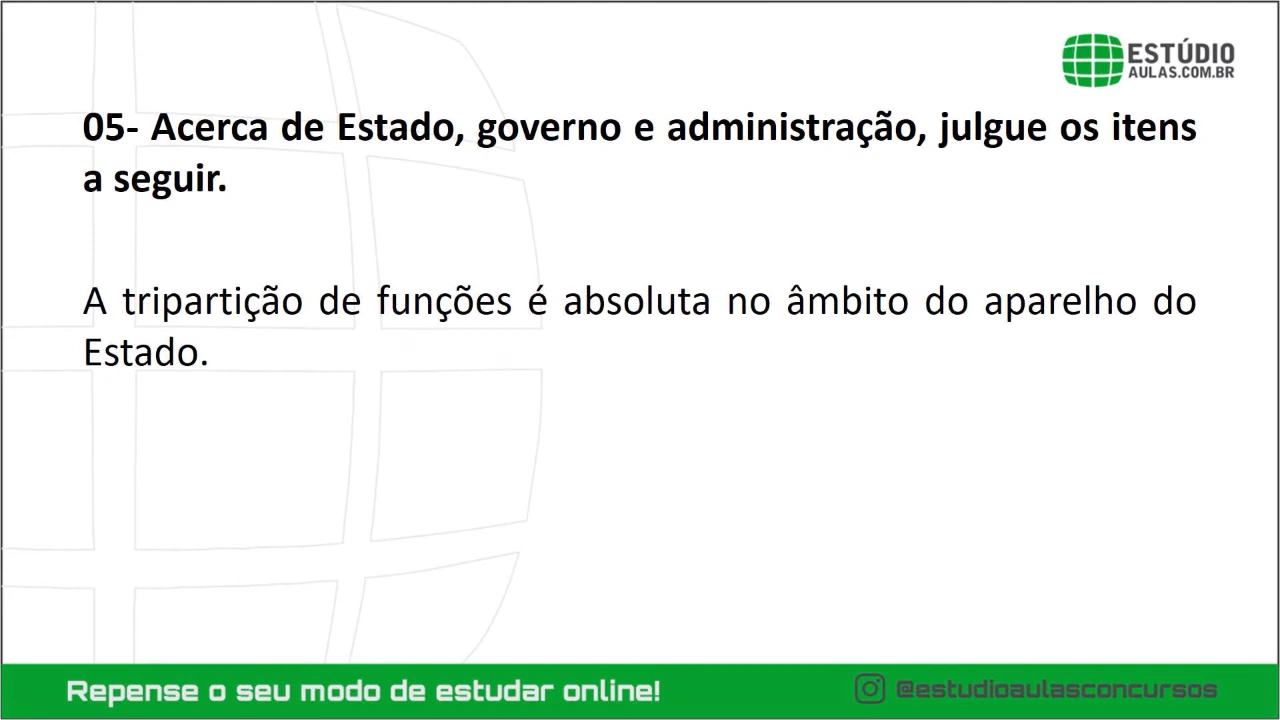 ESTÚDIO
AULAS.COM.BR
05- Acerca de Estado, governo e administração, julgue os itens
a seguir.
A tripartição de funções é absoluta no âmbito do aparelho do
Estado.
Repense o seu modo de estudar online!
@estudioaulasconcursos